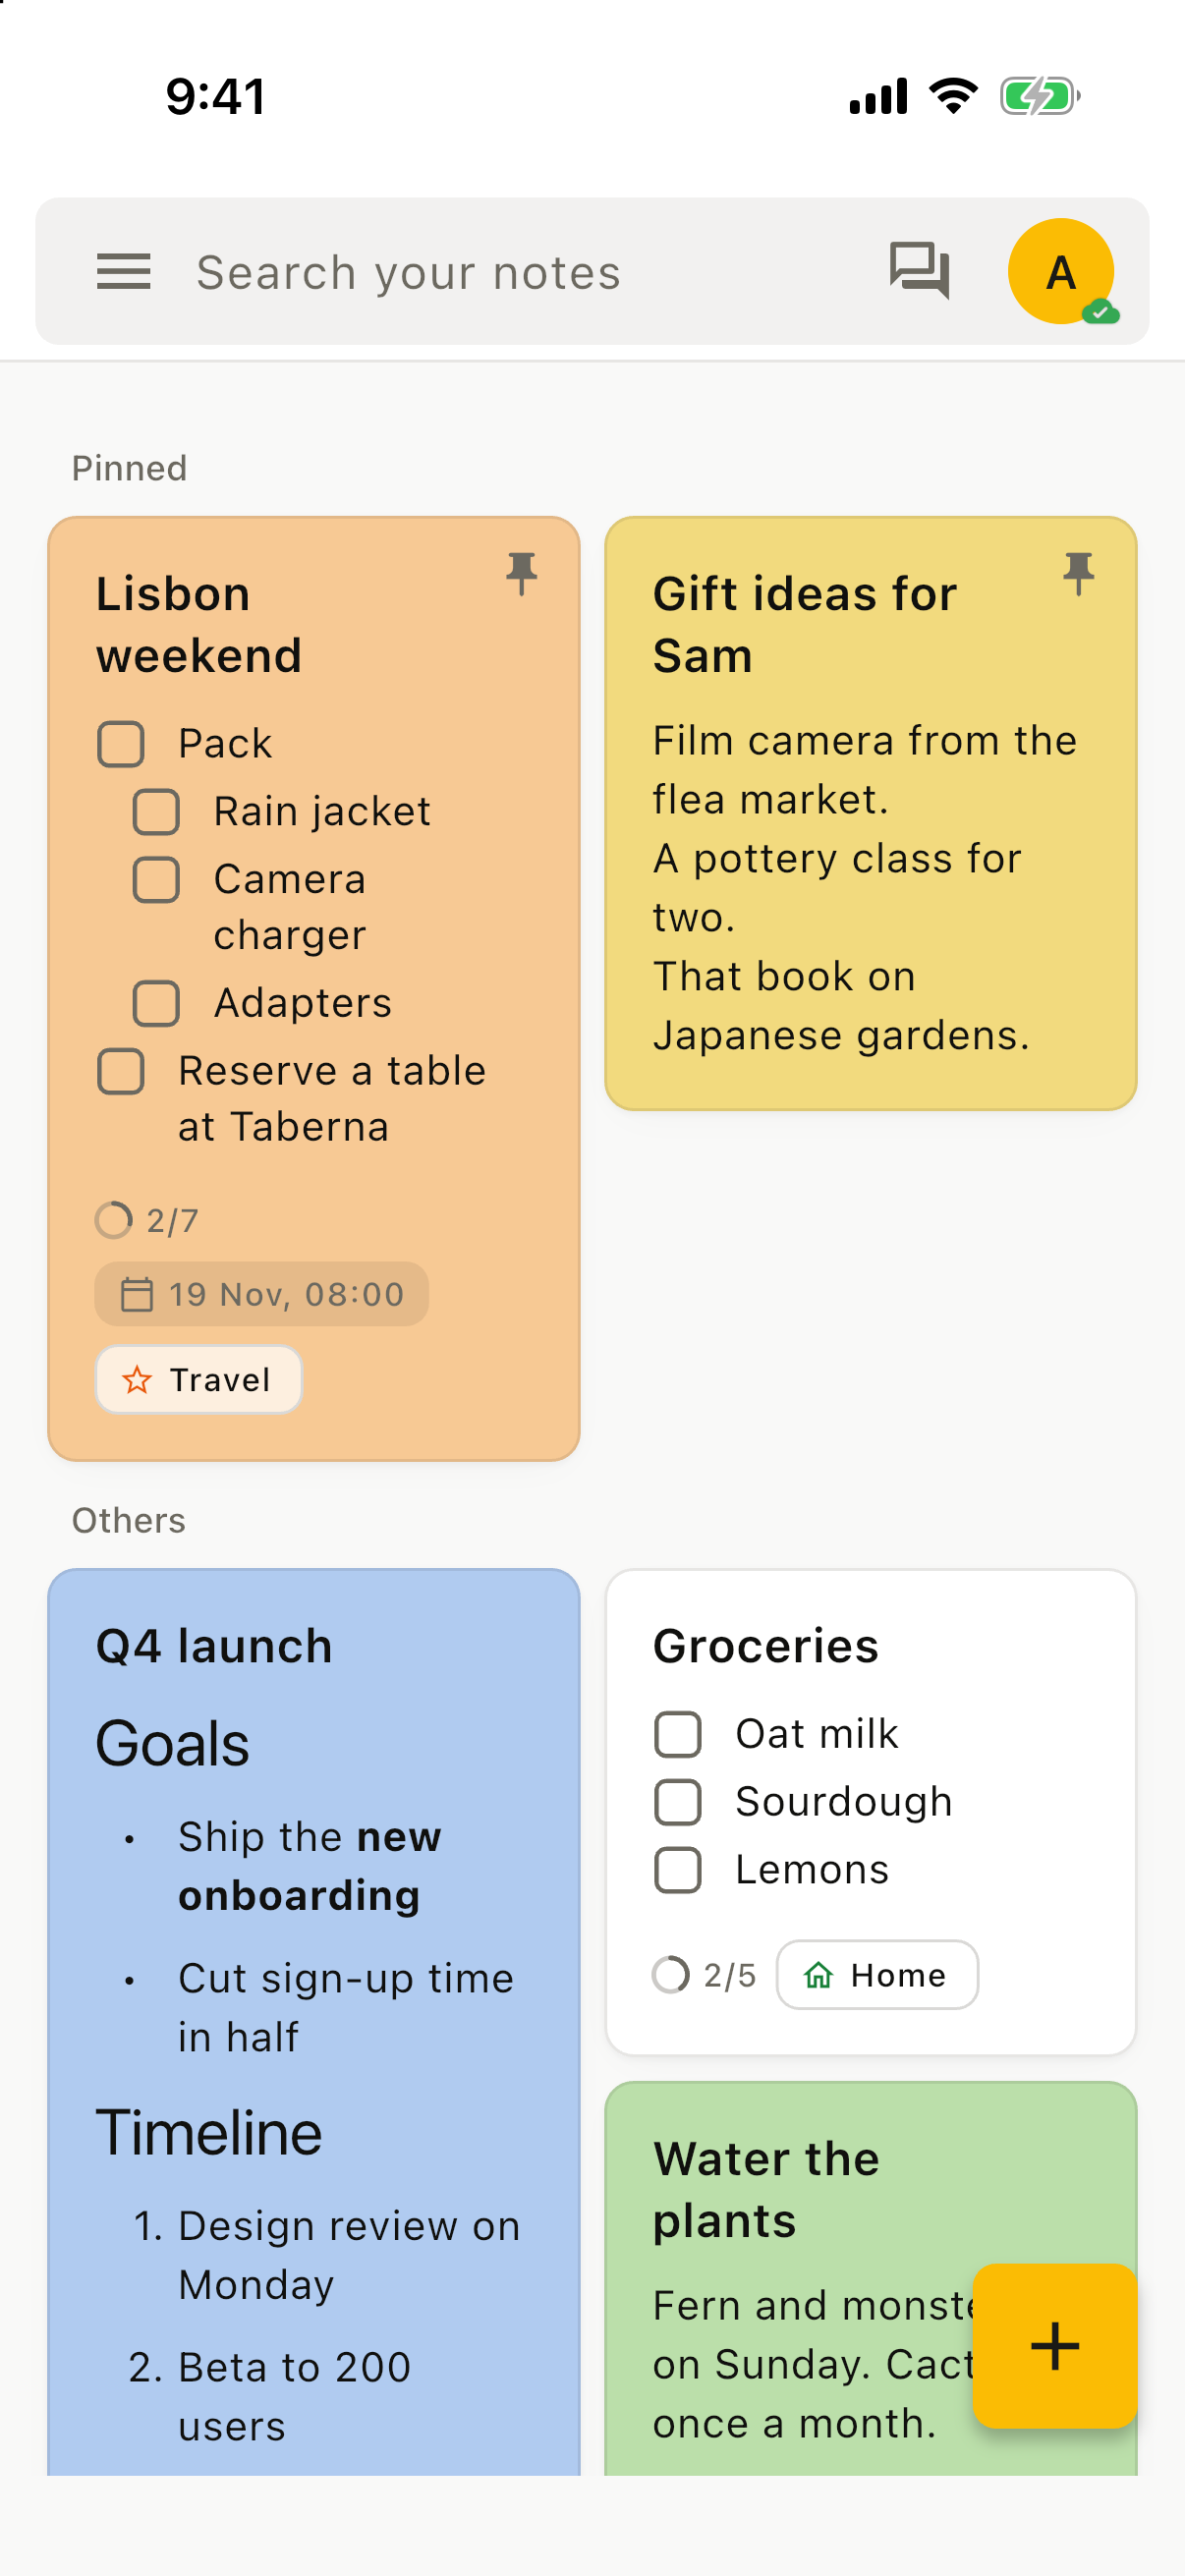 9:41
Search your notes
A
Pinned
Lisbon
weekend
Pack
Rain jacket
Camera
charger
Adapters
Reserve a table
at Taberna
2/7
19 Nov, 08:00
Travel
Gift ideas for
Sam
Film camera from the
flea market.
A pottery class for
two.
That book on
Japanese gardens.
Others
Q4 launch
Goals
• Ship the new
onboarding
• Cut sign-up time
in half
Timeline
1. Design review on
Monday
2. Beta to 200
users
Groceries
Oat milk
Sourdough
Lemons
2/5
Home
Water the
plants
Fern and
on Sunday.
once a month.